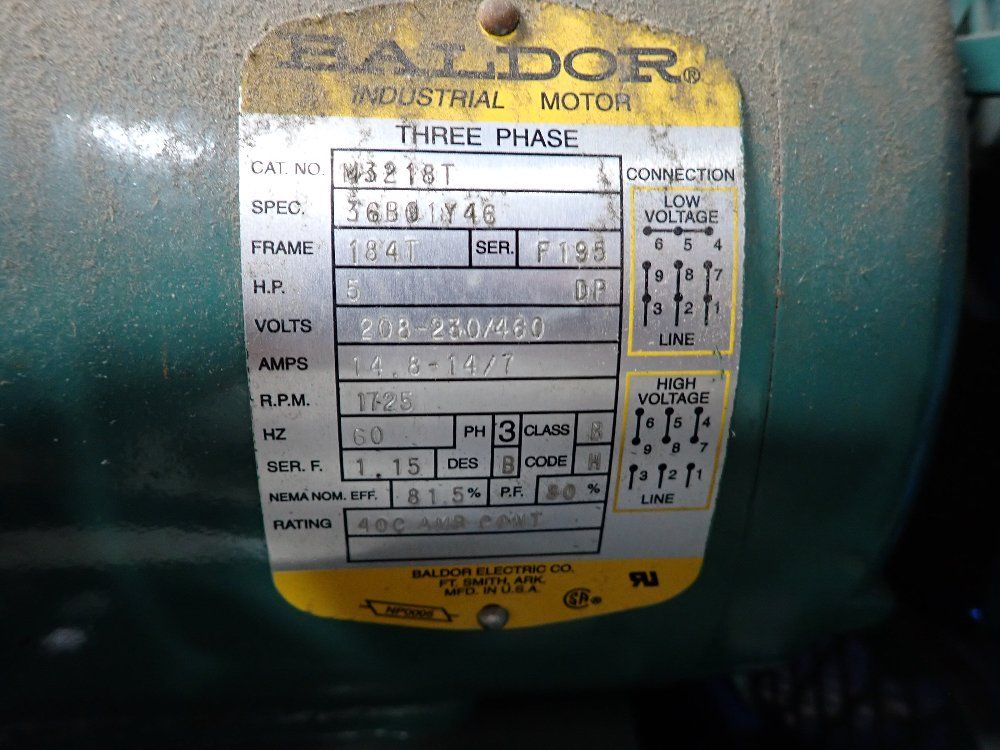 BALDOR®
INDUSTRIAL MOTOR
THREE PHASE
CAT. NO. M3218T
SPEC. 36B01Y46
FRAME 184T SER. F195
H.P. 5 DP
VOLTS 208-230/460
AMPS 14.8-14/7
R.P.M. 1725
HZ 60 PH 3 CLASS B
SER. F. 1.15 DES B CODE H
NEMA NOM. EFF. 81.5 % P.F. 80 %
RATING 40C AMB CONT
BALDOR ELECTRIC CO.
FT. SMITH, ARK.
MFD. IN U.S.A.
NP0006
CONNECTION
LOW
VOLTAGE
6 5 4
9 8 7
3 2 1
LINE
HIGH
VOLTAGE
6 5 4
9 8 7
3 2 1
LINE